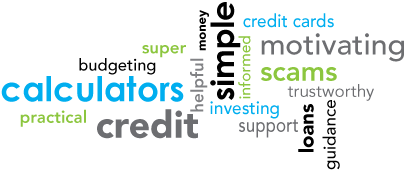 money
credit cards
super
simple
motivating
budgeting
helpful
informed
scams
calculators
trustworthy
investing
practical
credit
support
loans
guidance